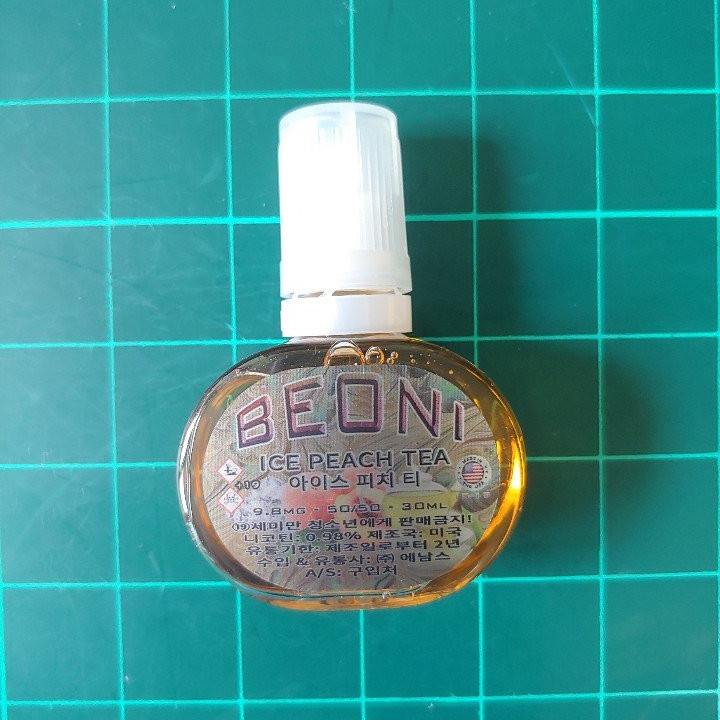 BEONI
ICE PEACH TEA
아이스 피치 티
MADE IN
+19
9.8MG - 50/50 - 30ML
⑲세미만 청소년에게 판매금지!
니코틴: 0.98% 제조국: 미국
유통기한: 제조일로부터 2년
수입 & 유통사: ㈜ 에남스
A/S: 구입처